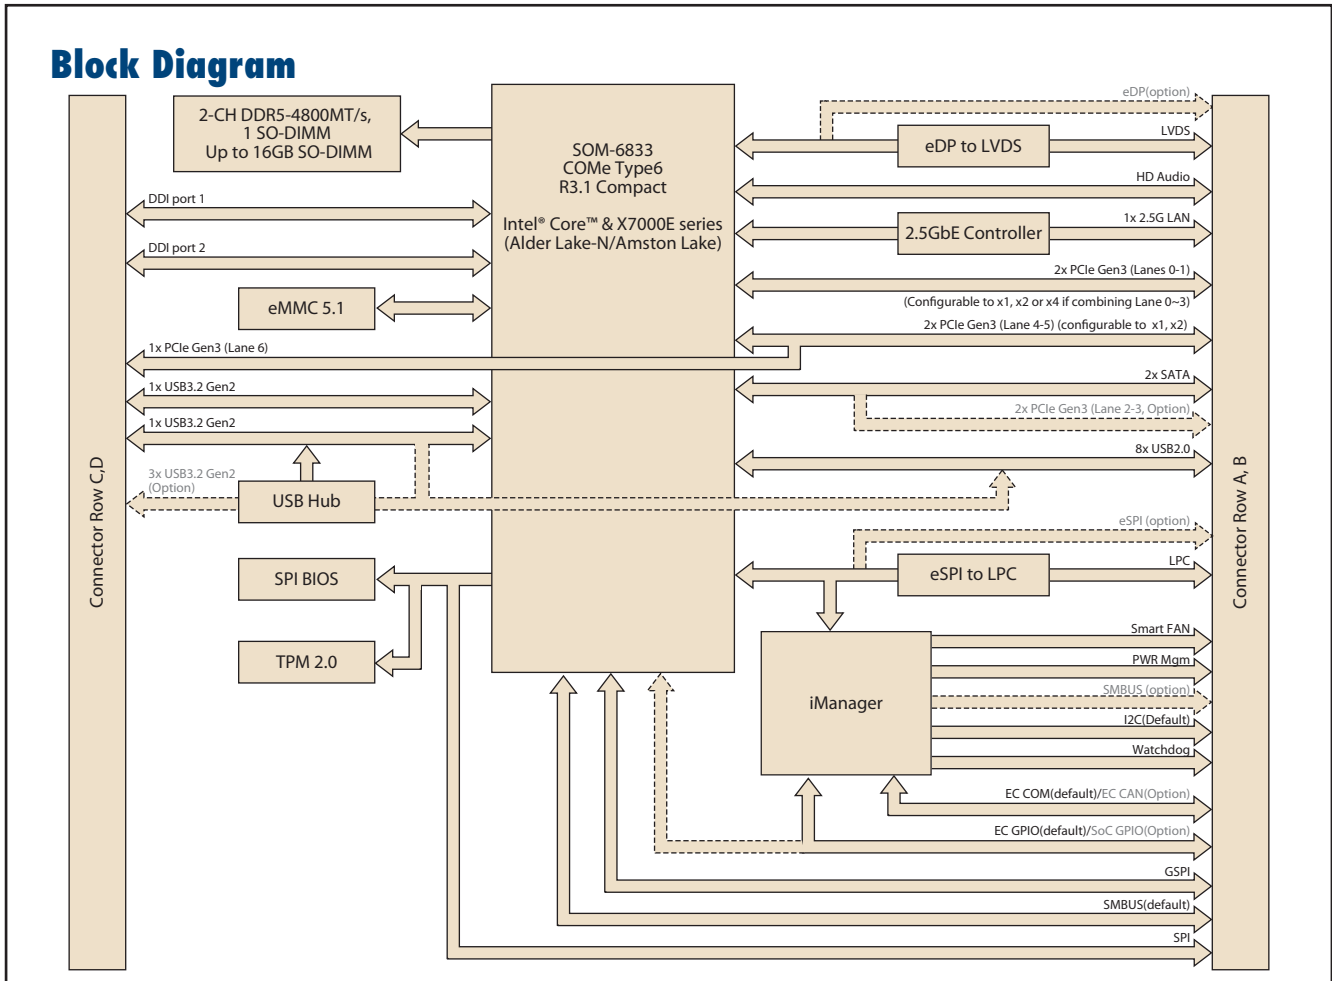 Block Diagram
Connector Row C,D
2-CH DDR5-4800MT/s,
1 SO-DIMM
Up to 16GB SO-DIMM
DDI port 1
DDI port 2
eMMC 5.1
1x PCIe Gen3 (Lane 6)
1x USB3.2 Gen2
1x USB3.2 Gen2
3x USB3.2 Gen2
(Option)
USB Hub
SPI BIOS
TPM 2.0
SOM-6833
COMe Type6
R3.1 Compact
Intel® Core™ & X7000E series
(Alder Lake-N/Amston Lake)
eDP(option)
LVDS
eDP to LVDS
HD Audio
1x 2.5G LAN
2.5GbE Controller
2x PCIe Gen3 (Lanes 0-1)
(Configurable to x1, x2 or x4 if combining Lane 0~3)
2x PCIe Gen3 (Lane 4-5) (configurable to x1, x2)
2x SATA
2x PCIe Gen3 (Lane 2-3, Option)
8x USB2.0
eSPI (option)
LPC
eSPI to LPC
iManager
Smart FAN
PWR Mgm
SMBUS (option)
I2C(Default)
Watchdog
EC COM(default)/EC CAN(Option)
EC GPIO(default)/SoC GPIO(Option)
GSPI
SMBUS(default)
SPI
Connector Row A, B